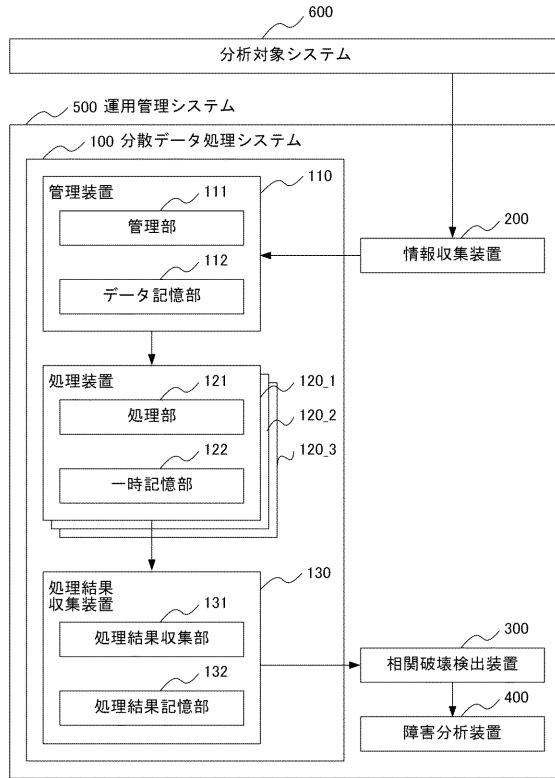 600
分析対象システム
500 運用管理システム
100 分散データ処理システム
管理装置
110
111
管理部
112
データ記憶部
200
情報収集装置
処理装置
121
処理部
122
一時記憶部
120_1
120_2
120_3
処理結果
収集装置
130
131
処理結果収集部
132
処理結果記憶部
300
相関破壊検出装置
400
障害分析装置